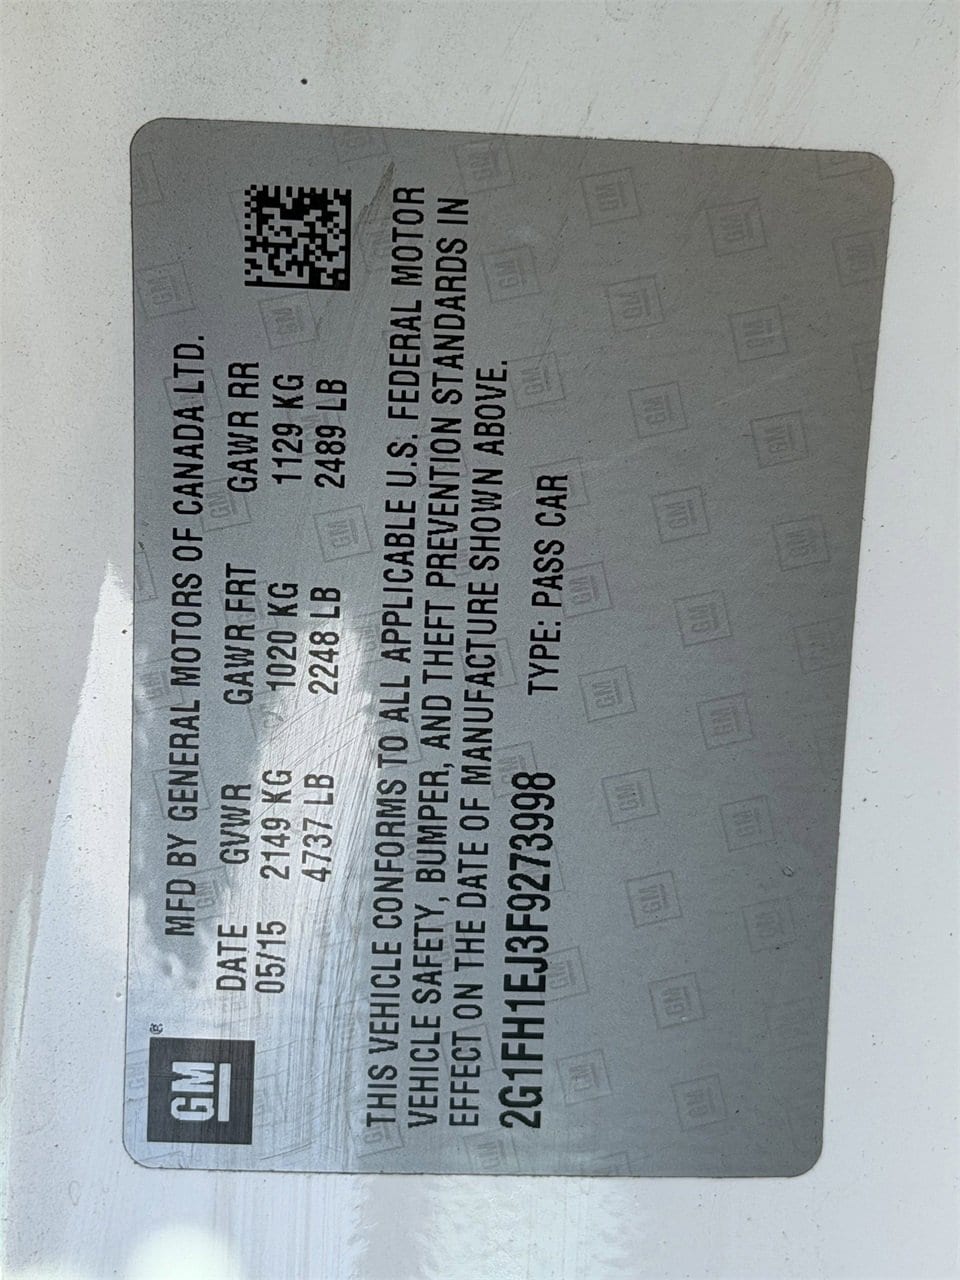 GM®
MFD BY GENERAL MOTORS OF CANADA LTD.
DATE GVWR GAWR FRT GAWR RR
05/15 2149 KG 1020 KG 1129 KG
4737 LB 2248 LB 2489 LB
THIS VEHICLE CONFORMS TO ALL APPLICABLE U.S. FEDERAL MOTOR
VEHICLE SAFETY, BUMPER, AND THEFT PREVENTION STANDARDS IN
EFFECT ON THE DATE OF MANUFACTURE SHOWN ABOVE.
2G1FH1EJ3F9273998 TYPE: PASS CAR